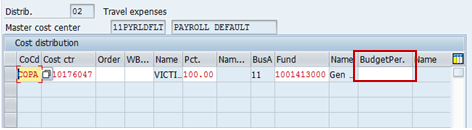 Distrib. 02 Travel expenses
Master cost center 11PYRLDFLT PAYROLL DEFAULT
Cost distribution
CoCd Cost ctr Order WB... Name Pct. Nam... BusA Fund Name BudgetPer. Name
COPA 10176047 VICTI... 100.00 11 1001413000 Gen ...